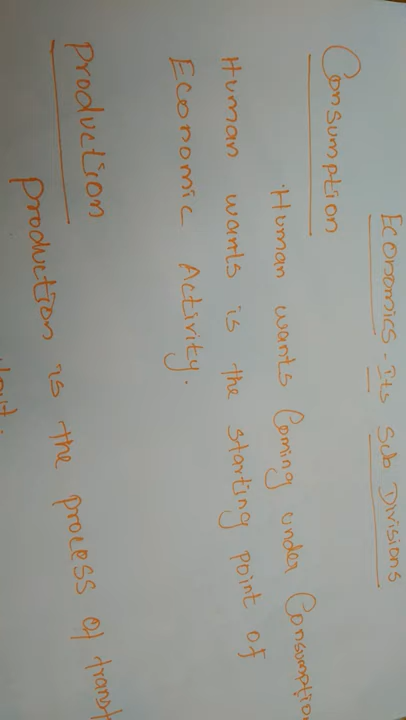 Economics - its Sub Divisions
Consumption
Human wants Coming under Consumption
Human wants is the starting point of
Economic Activity.
Production
Production is the process of